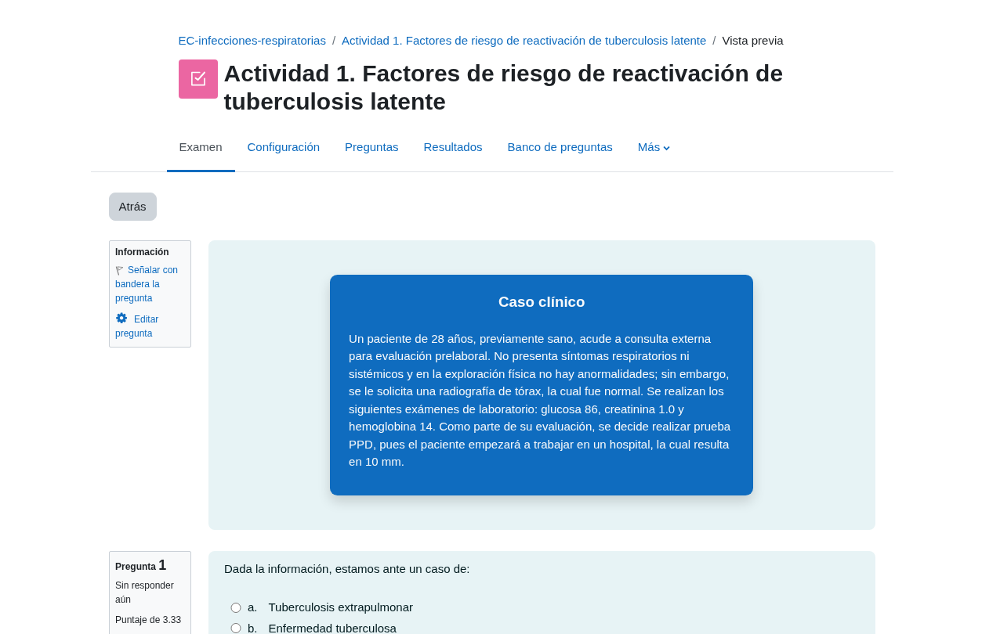 EC-infecciones-respiratorias / Actividad 1. Factores de riesgo de reactivación de tuberculosis latente / Vista previa
Actividad 1. Factores de riesgo de reactivación de
tuberculosis latente
Examen Configuración Preguntas Resultados Banco de preguntas Más
Atrás
Información
Señalar con
bandera la
pregunta
Editar
pregunta
Caso clínico
Un paciente de 28 años, previamente sano, acude a consulta externa
para evaluación prelaboral. No presenta síntomas respiratorios ni
sistémicos y en la exploración física no hay anormalidades; sin embargo,
se le solicita una radiografía de tórax, la cual fue normal. Se realizan los
siguientes exámenes de laboratorio: glucosa 86, creatinina 1.0 y
hemoglobina 14. Como parte de su evaluación, se decide realizar prueba
PPD, pues el paciente empezará a trabajar en un hospital, la cual resulta
en 10 mm.
Pregunta 1
Sin responder
aún
Puntaje de 3.33
Dada la información, estamos ante un caso de:
a. Tuberculosis extrapulmonar
b. Enfermedad tuberculosa